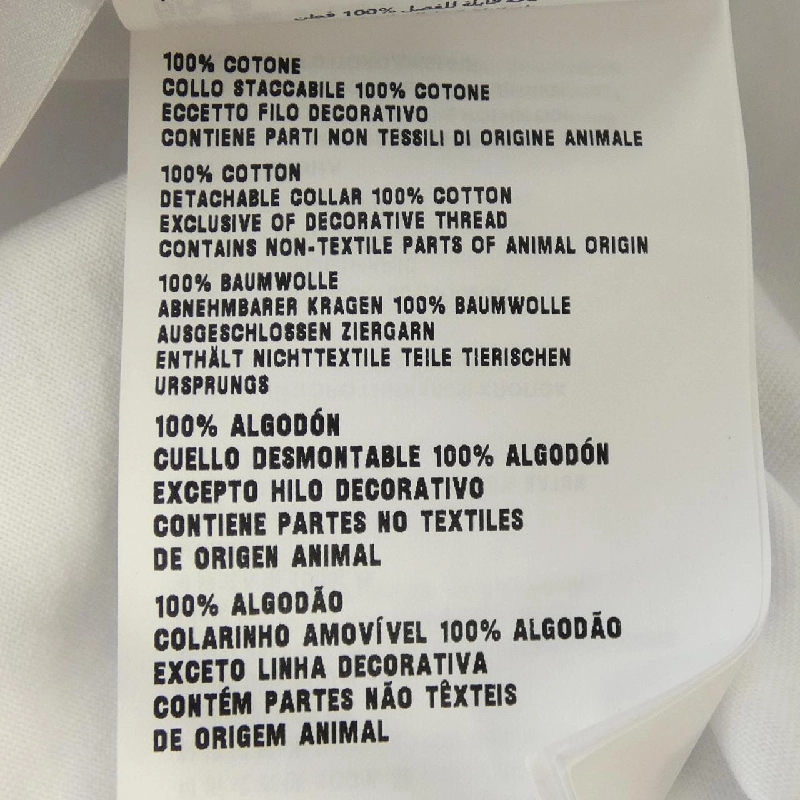 100% قطن
100% COTONE
COLLO STACCABILE 100% COTONE
ECCETTO FILO DECORATIVO
CONTIENE PARTI NON TESSILI DI ORIGINE ANIMALE
100% COTTON
DETACHABLE COLLAR 100% COTTON
EXCLUSIVE OF DECORATIVE THREAD
CONTAINS NON-TEXTILE PARTS OF ANIMAL ORIGIN
100% BAUMWOLLE
ABNEHMBARER KRAGEN 100% BAUMWOLLE
AUSGESCHLOSSEN ZIERGARN
ENTHÄLT NICHTTEXTILE TEILE TIERISCHEN
URSPRUNGS
100% ALGODÓN
CUELLO DESMONTABLE 100% ALGODÓN
EXCEPTO HILO DECORATIVO
CONTIENE PARTES NO TEXTILES
DE ORIGEN ANIMAL
100% ALGODÃO
COLARINHO AMOVÍVEL 100% ALGODÃO
EXCETO LINHA DECORATIVA
CONTÉM PARTES NÃO TÊXTEIS
DE ORIGEM ANIMAL